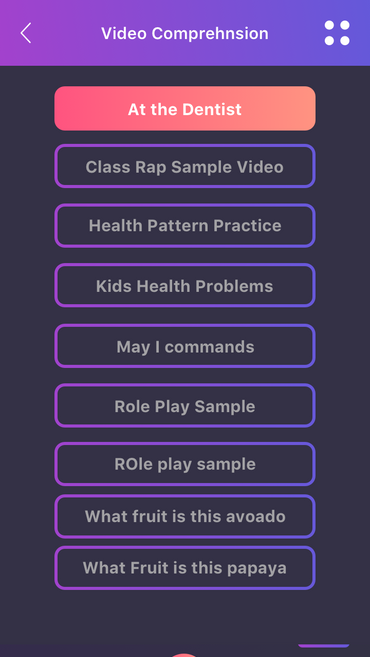 Video Comprehnsion
At the Dentist
Class Rap Sample Video
Health Pattern Practice
Kids Health Problems
May I commands
Role Play Sample
ROle play sample
What fruit is this avoado
What Fruit is this papaya